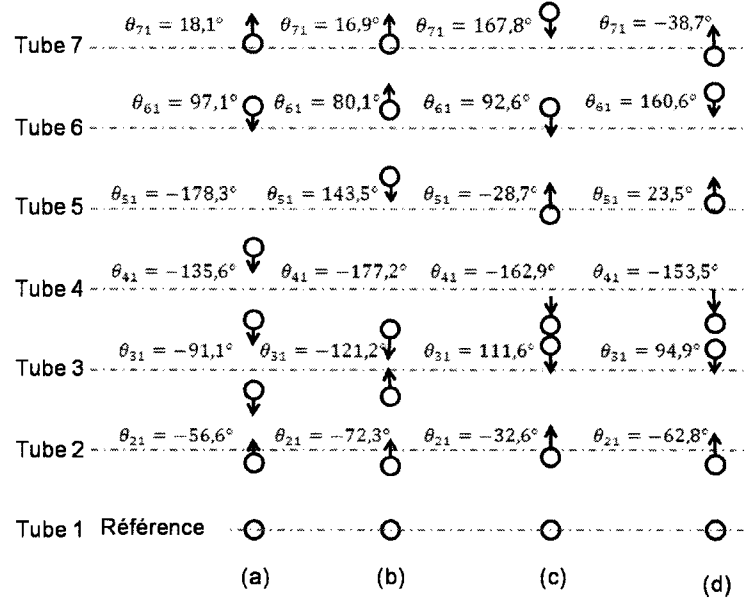 Tube 7 θ₇₁ = 18,1° θ₇₁ = 16,9° θ₇₁ = 167,8° θ₇₁ = −38,7°
Tube 6 θ₆₁ = 97,1° θ₆₁ = 80,1° θ₆₁ = 92,6° θ₆₁ = 160,6°
Tube 5 θ₅₁ = −178,3° θ₅₁ = 143,5° θ₅₁ = −28,7° θ₅₁ = 23,5°
Tube 4 θ₄₁ = −135,6° θ₄₁ = −177,2° θ₄₁ = −162,9° θ₄₁ = −153,5°
Tube 3 θ₃₁ = −91,1° θ₃₁ = −121,2° θ₃₁ = 111,6° θ₃₁ = 94,9°
Tube 2 θ₂₁ = −56,6° θ₂₁ = −72,3° θ₂₁ = −32,6° θ₂₁ = −62,8°
Tube 1 Référence
(a) (b) (c) (d)